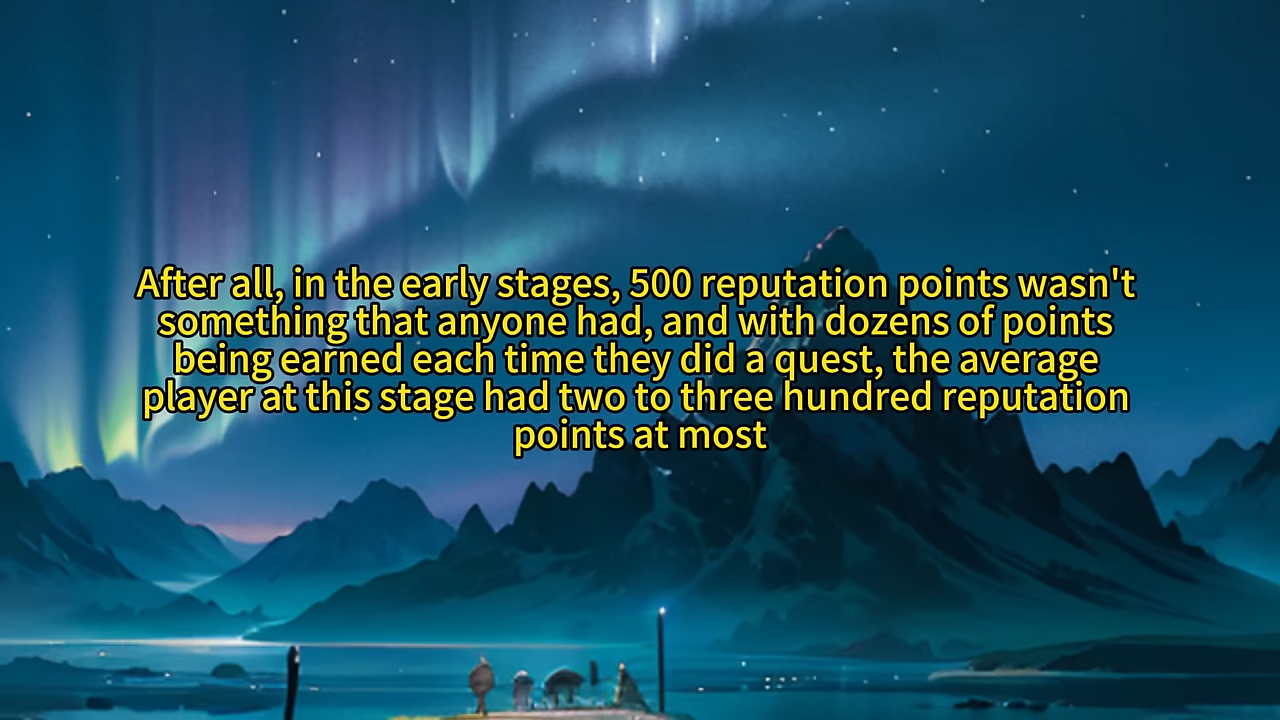 After all, in the early stages, 500 reputation points wasn't
something that anyone had, and with dozens of points
being earned each time they did a quest, the average
player at this stage had two to three hundred reputation
points at most